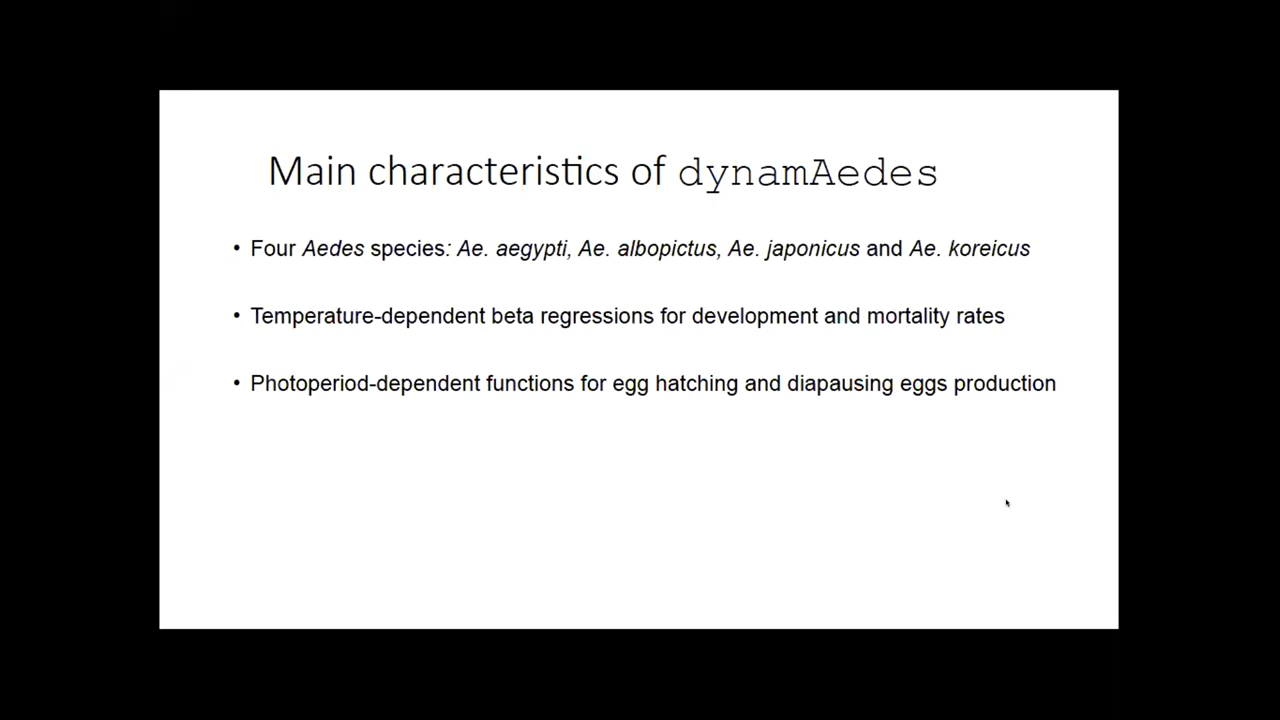 Main characteristics of dynamAedes
• Four Aedes species: Ae. aegypti, Ae. albopictus, Ae. japonicus and Ae. koreicus
• Temperature-dependent beta regressions for development and mortality rates
• Photoperiod-dependent functions for egg hatching and diapausing eggs production